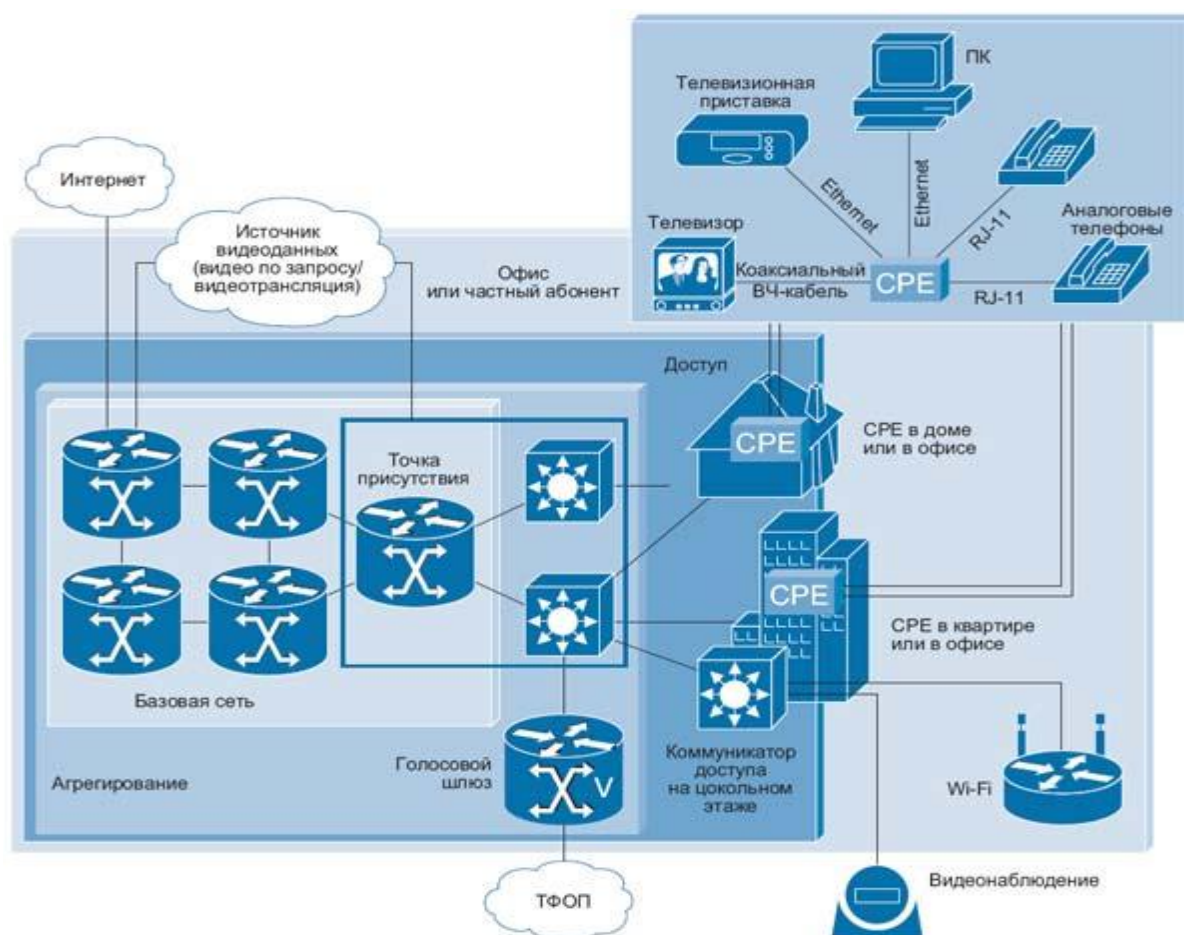 ПК
Телевизионная
приставка
Ethernet
Ethernet
RJ-11
Аналоговые
телефоны
Телевизор
Коаксиальный
ВЧ-кабель
CPE
RJ-11
Интернет
Источник
видеоданных
(видео по запросу/
видеотрансляция)
Офис
или частный абонент
Доступ
CPE
CPE в доме
или в офисе
Точка
присутствия
CPE
CPE в квартире
или в офисе
Базовая сеть
Агрегирование
Голосовой
шлюз
V
Коммуникатор
доступа
на цокольном
этаже
Wi-Fi
ТФОП
Видеонаблюдение